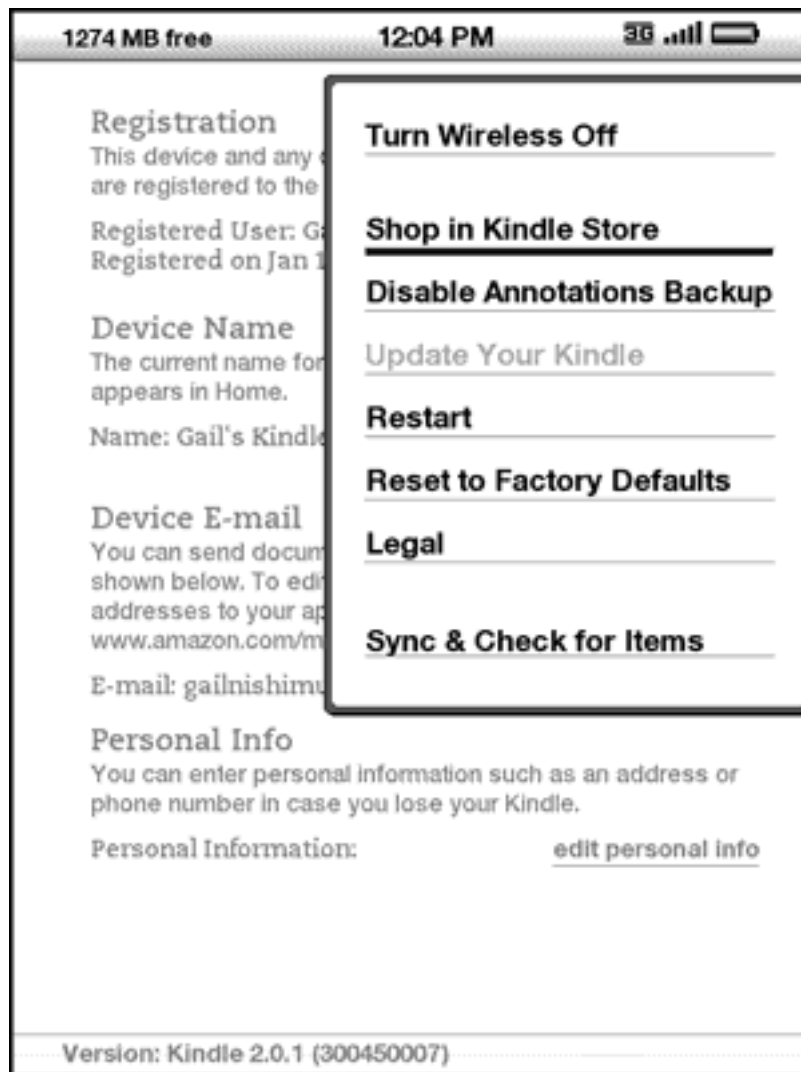 1274 MB free 12:04 PM 3G
Registration
This device and any
are registered to the
Registered User:
Registered on Jan
Device Name
The current name for
appears in Home.
Name: Gail's Kindle
Device E-mail
You can send
shown below. To
addresses to your
www.amazon.com/m
E-mail: gailnishimu
Turn Wireless Off
Shop in Kindle Store
Disable Annotations Backup
Update Your Kindle
Restart
Reset to Factory Defaults
Legal
Sync & Check for Items
Personal Info
You can enter personal information such as an address or
phone number in case you lose your Kindle.
Personal Information: edit personal info
Version: Kindle 2.0.1 (300450007)